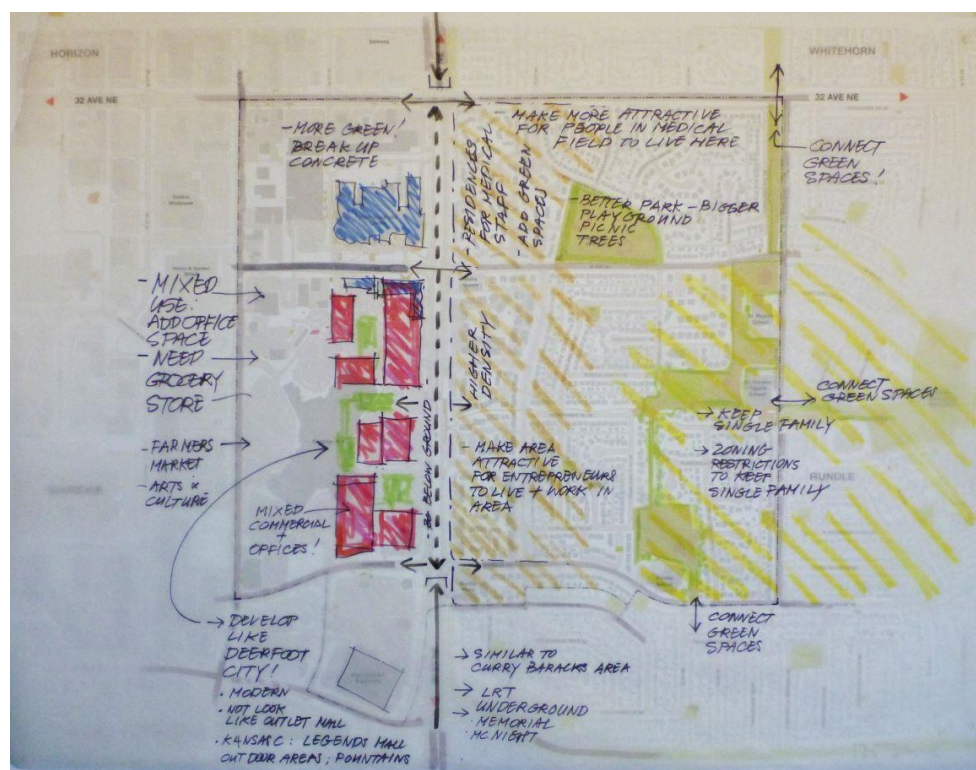 HORIZON
WHITEHORN
32 AVE NE
32 AVE NE
- MORE GREEN!
BREAK UP
CONCRETE
- RESIDENCES
FOR MEDICAL
STAFF
- ADD GREEN
SPACES
- MAKE MORE ATTRACTIVE
FOR PEOPLE IN MEDICAL
FIELD TO LIVE HERE
CONNECT
GREEN
SPACES!
- BETTER PARK - BIGGER
PLAYGROUND
PICNIC
TREES
- MIXED
USE:
ADD OFFICE
SPACE
- NEED
GROCERY
STORE
- FARMERS
MARKET
- ARTS &
CULTURE
HIGHER
DENSITY
BELOW GROUND
CONNECT
GREEN SPACES
→ KEEP
SINGLE FAMILY
→ ZONING
RESTRICTIONS
TO KEEP
SINGLE FAMILY
RUNDLE
- MAKE AREA
ATTRACTIVE
FOR ENTREPRENEURS
TO LIVE + WORK IN
AREA
MIXED
COMMERCIAL
+
OFFICES!
→ DEVELOP
LIKE
DEERFOOT
CITY!
• MODERN
• NOT LOOK
LIKE OUTLET MALL
• KANSAS C: LEGENDS MALL
OUTDOOR AREAS; FOUNTAINS
→ SIMILAR TO
CURRY BARACKS AREA
→ LRT
→ UNDERGROUND
MEMORIAL
MCNIGHT
CONNECT
GREEN
SPACES